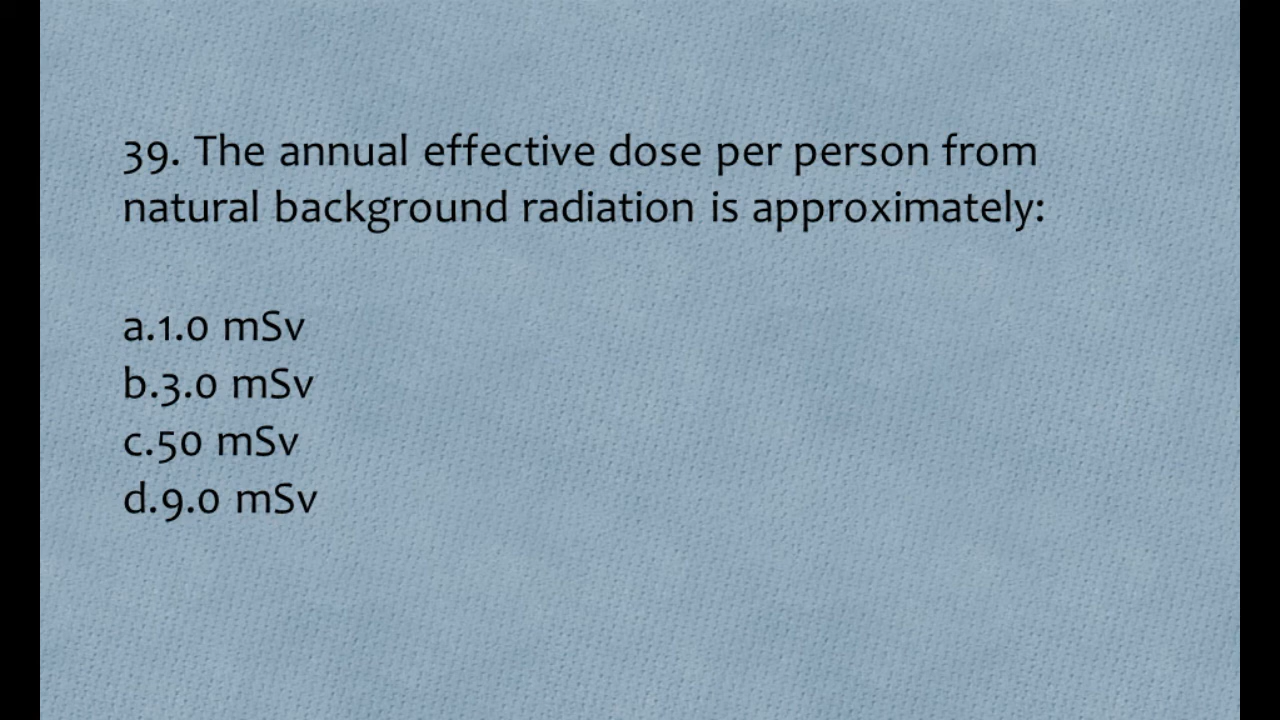 39. The annual effective dose per person from
natural background radiation is approximately:
a.1.0 mSv
b.3.0 mSv
c.50 mSv
d.9.0 mSv